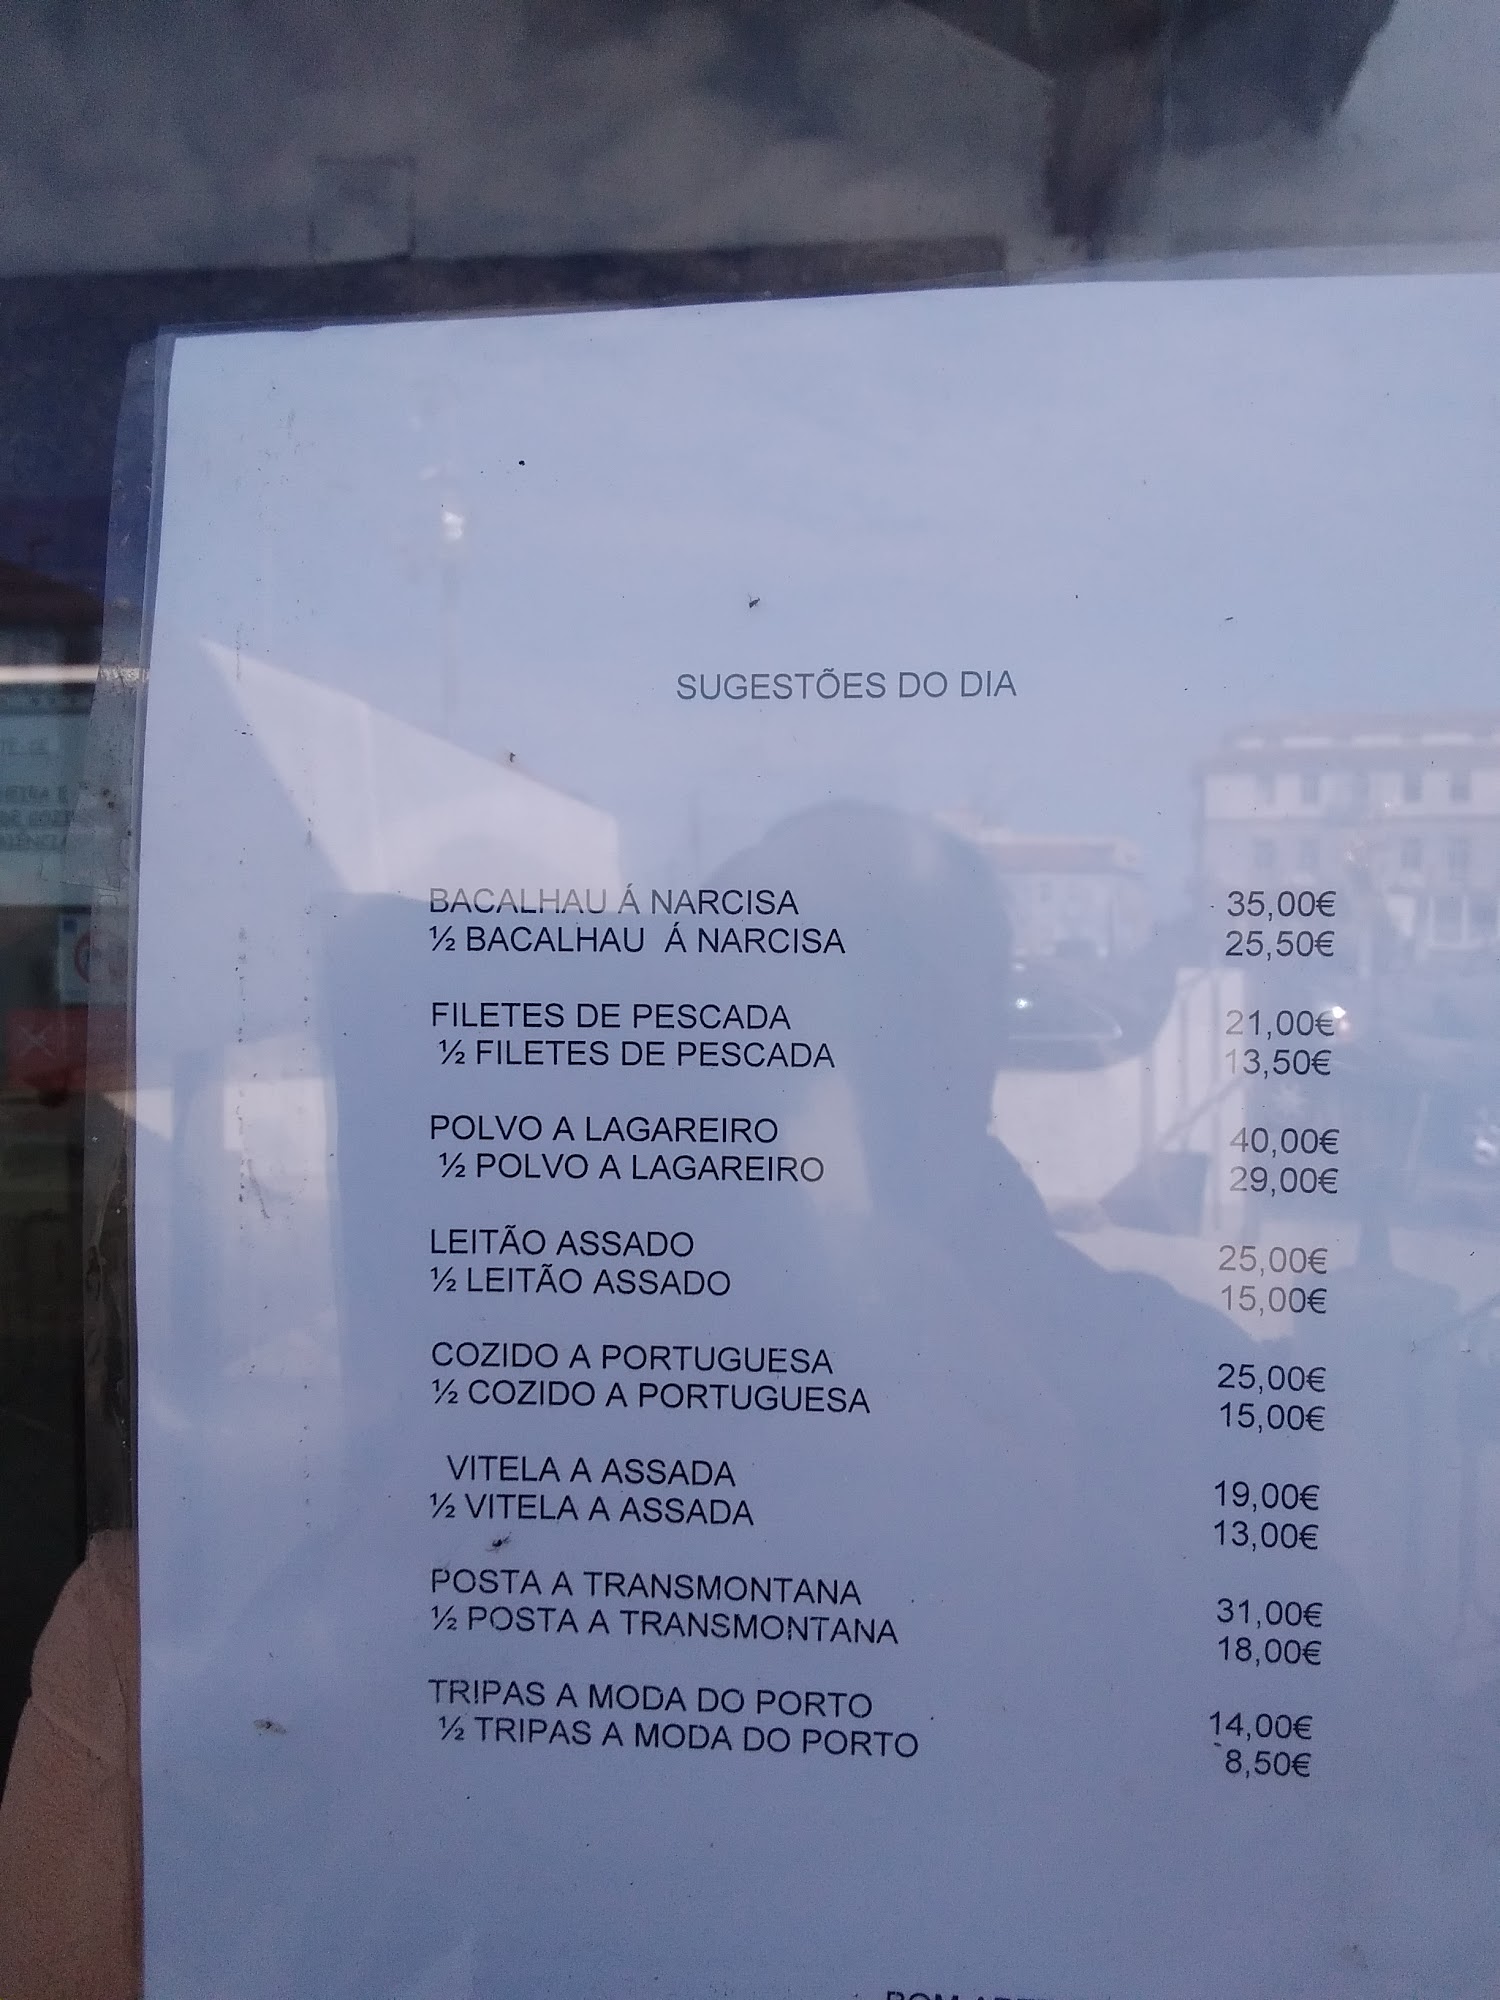 SUGESTÕES DO DIA
BACALHAU Á NARCISA 35,00€
½ BACALHAU Á NARCISA 25,50€
FILETES DE PESCADA 21,00€
½ FILETES DE PESCADA 13,50€
POLVO A LAGAREIRO 40,00€
½ POLVO A LAGAREIRO 29,00€
LEITÃO ASSADO 25,00€
½ LEITÃO ASSADO 15,00€
COZIDO A PORTUGUESA 25,00€
½ COZIDO A PORTUGUESA 15,00€
VITELA A ASSADA 19,00€
½ VITELA A ASSADA 13,00€
POSTA A TRANSMONTANA 31,00€
½ POSTA A TRANSMONTANA 18,00€
TRIPAS A MODA DO PORTO 14,00€
½ TRIPAS A MODA DO PORTO 8,50€